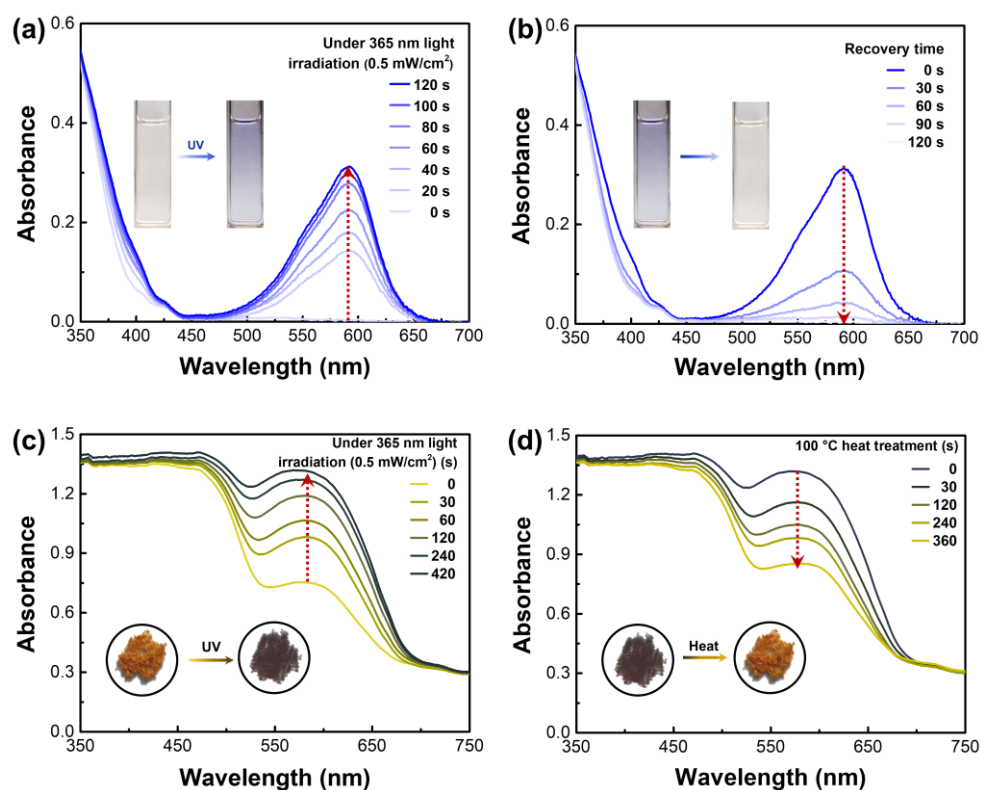 (a)
Under 365 nm light
irradiation (0.5 mW/cm²)
120 s
100 s
80 s
60 s
40 s
20 s
0 s
UV
0.6
0.4
0.2
0.0
350 400 450 500 550 600 650 700
Absorbance
Wavelength (nm)
(b)
Recovery time
0 s
30 s
60 s
90 s
120 s
0.6
0.4
0.2
0.0
350 400 450 500 550 600 650 700
Absorbance
Wavelength (nm)
(c)
Under 365 nm light
irradiation (0.5 mW/cm²) (s)
0
30
60
120
240
420
UV
1.5
1.2
0.9
0.6
0.3
0.0
350 450 550 650 750
Absorbance
Wavelength (nm)
(d)
100 °C heat treatment (s)
0
30
120
240
360
Heat
1.5
1.2
0.9
0.6
0.3
0.0
350 450 550 650 750
Absorbance
Wavelength (nm)